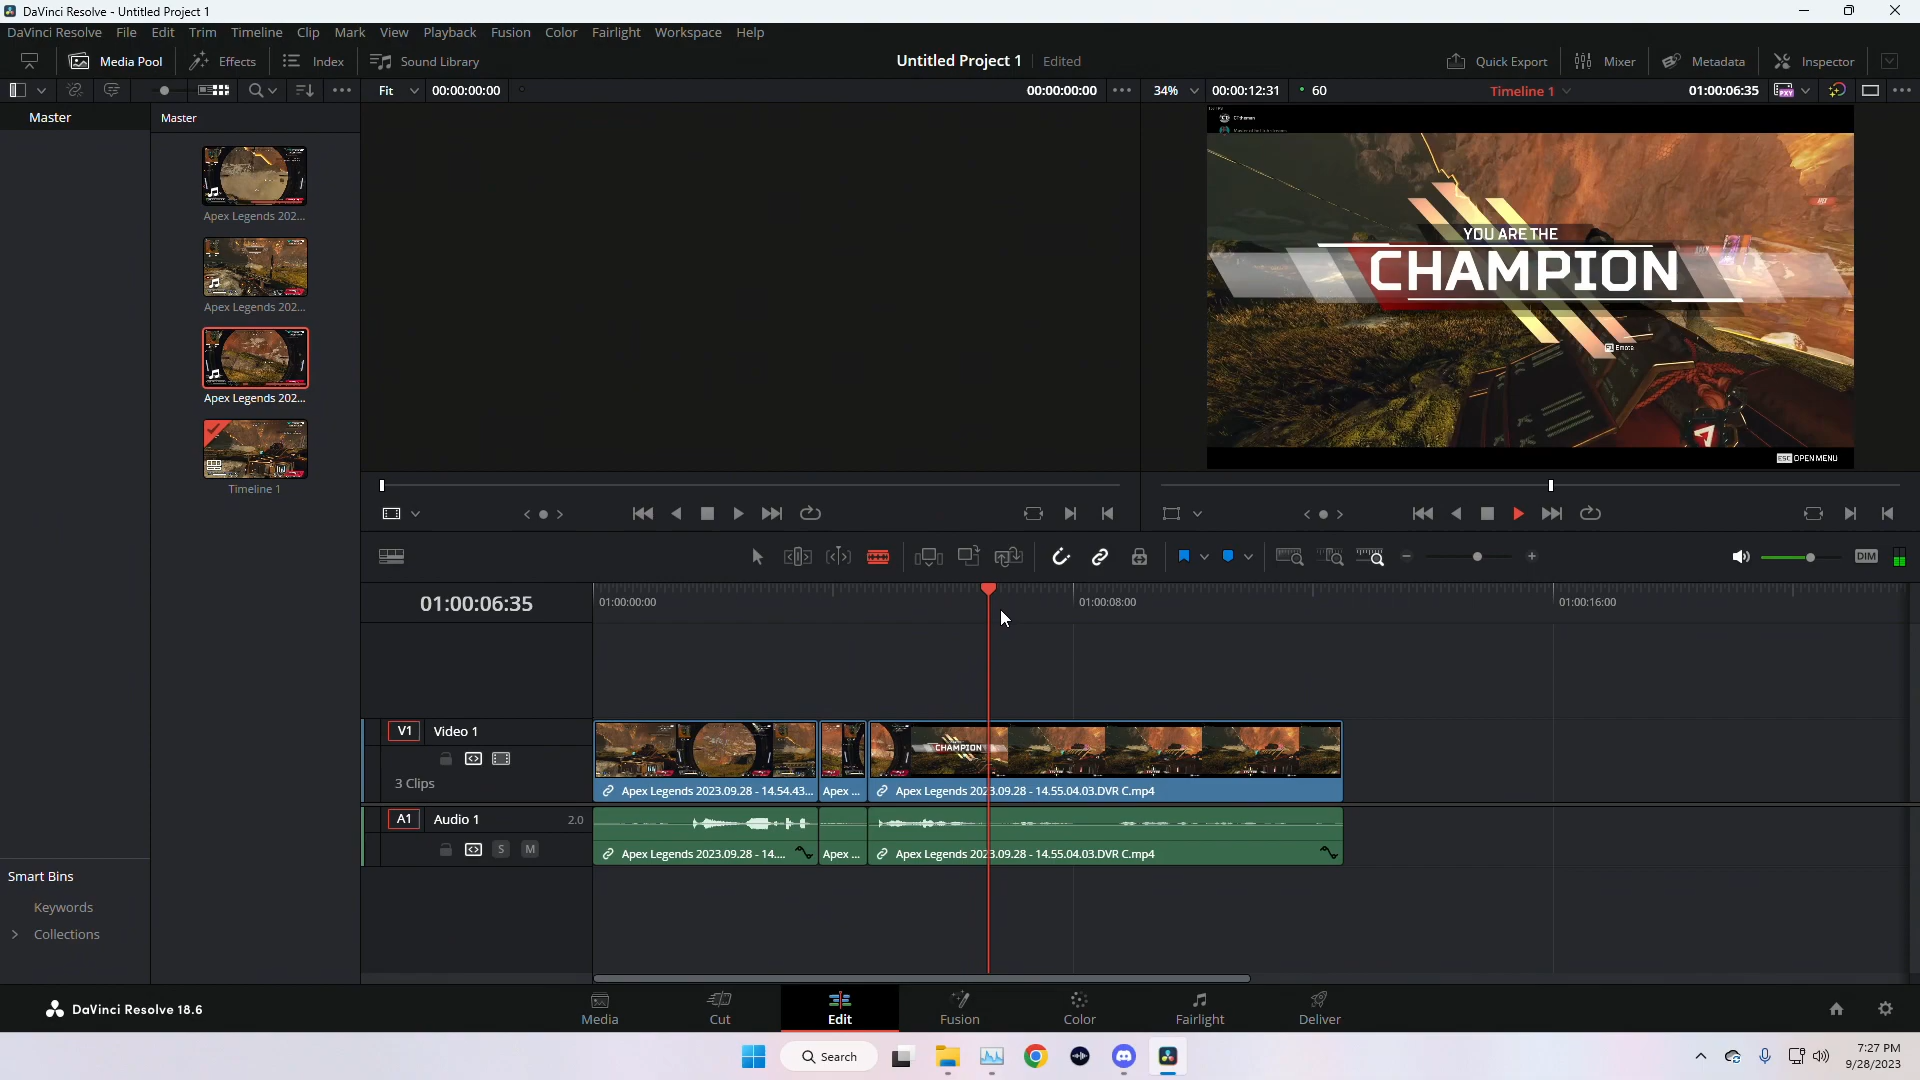 DaVinci Resolve - Untitled Project 1
DaVinci Resolve File Edit Trim Timeline Clip Mark View Playback Fusion Color Fairlight Workspace Help
Media Pool Effects Index Sound Library Untitled Project 1 Edited Quick Export Mixer Metadata Inspector
Fit 00:00:00:00 00:00:00:00 34% 00:00:12:31 60 Timeline 1 01:00:06:35 PXY
Master Master
Apex Legends 202...
Apex Legends 202...
Apex Legends 202...
Timeline 1
YOU ARE THE
CHAMPION
Emote
ESC OPEN MENU
DIM
01:00:06:35 01:00:00:00 01:00:08:00 01:00:16:00
V1 Video 1
3 Clips
CHAMPION
Apex Legends 2023.09.28 - 14.54.43... Apex ... Apex Legends 2023.09.28 - 14.55.04.03.DVR C.mp4
A1 Audio 1 2.0
S M
Apex Legends 2023.09.28 - 14.... Apex ... Apex Legends 2023.09.28 - 14.55.04.03.DVR C.mp4
Smart Bins
Keywords
Collections
DaVinci Resolve 18.6
Media Cut Edit Fusion Color Fairlight Deliver
Search
7:27 PM
9/28/2023